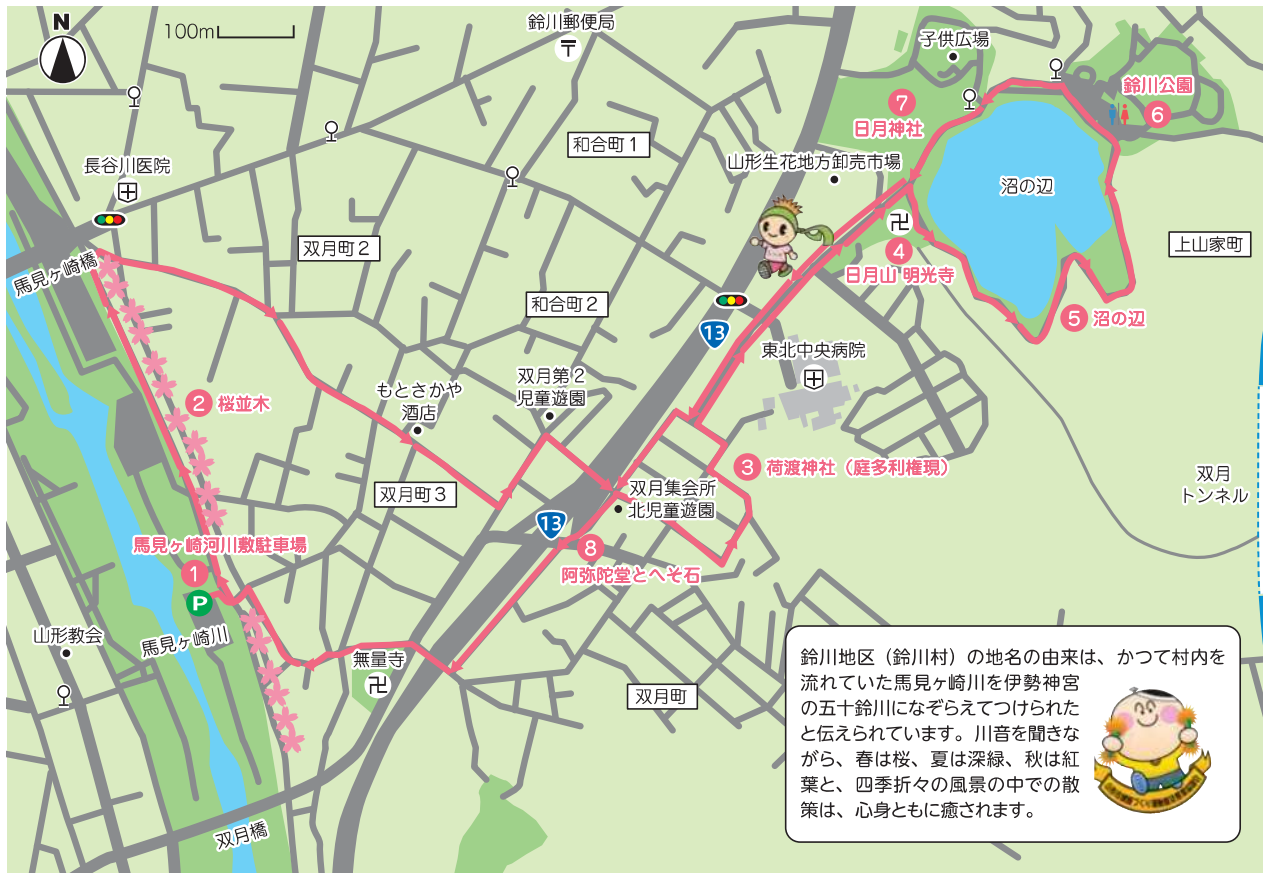 N
100m
鈴川郵便局
子供広場
鈴川公園
6
7
日月神社
和合町1
山形生花地方卸売市場
長谷川医院
沼の辺
双月町2
4
日月山 明光寺
上山家町
馬見ヶ崎橋
和合町2
13
5 沼の辺
東北中央病院
双月第2
児童遊園
もとさかや
酒店
2 桜並木
3 荷渡神社（庭多利権現）
双月
トンネル
双月町3
双月集会所
北児童遊園
13
馬見ヶ崎河川敷駐車場
1
P
8
阿弥陀堂とへそ石
山形教会
馬見ヶ崎川
無量寺
双月町
双月橋
鈴川地区（鈴川村）の地名の由来は、かつて村内を
流れていた馬見ヶ崎川を伊勢神宮
の五十鈴川になぞらえてつけられた
と伝えられています。川音を聞きな
がら、春は桜、夏は深緑、秋は紅
葉と、四季折々の風景の中での散
策は、心身ともに癒されます。